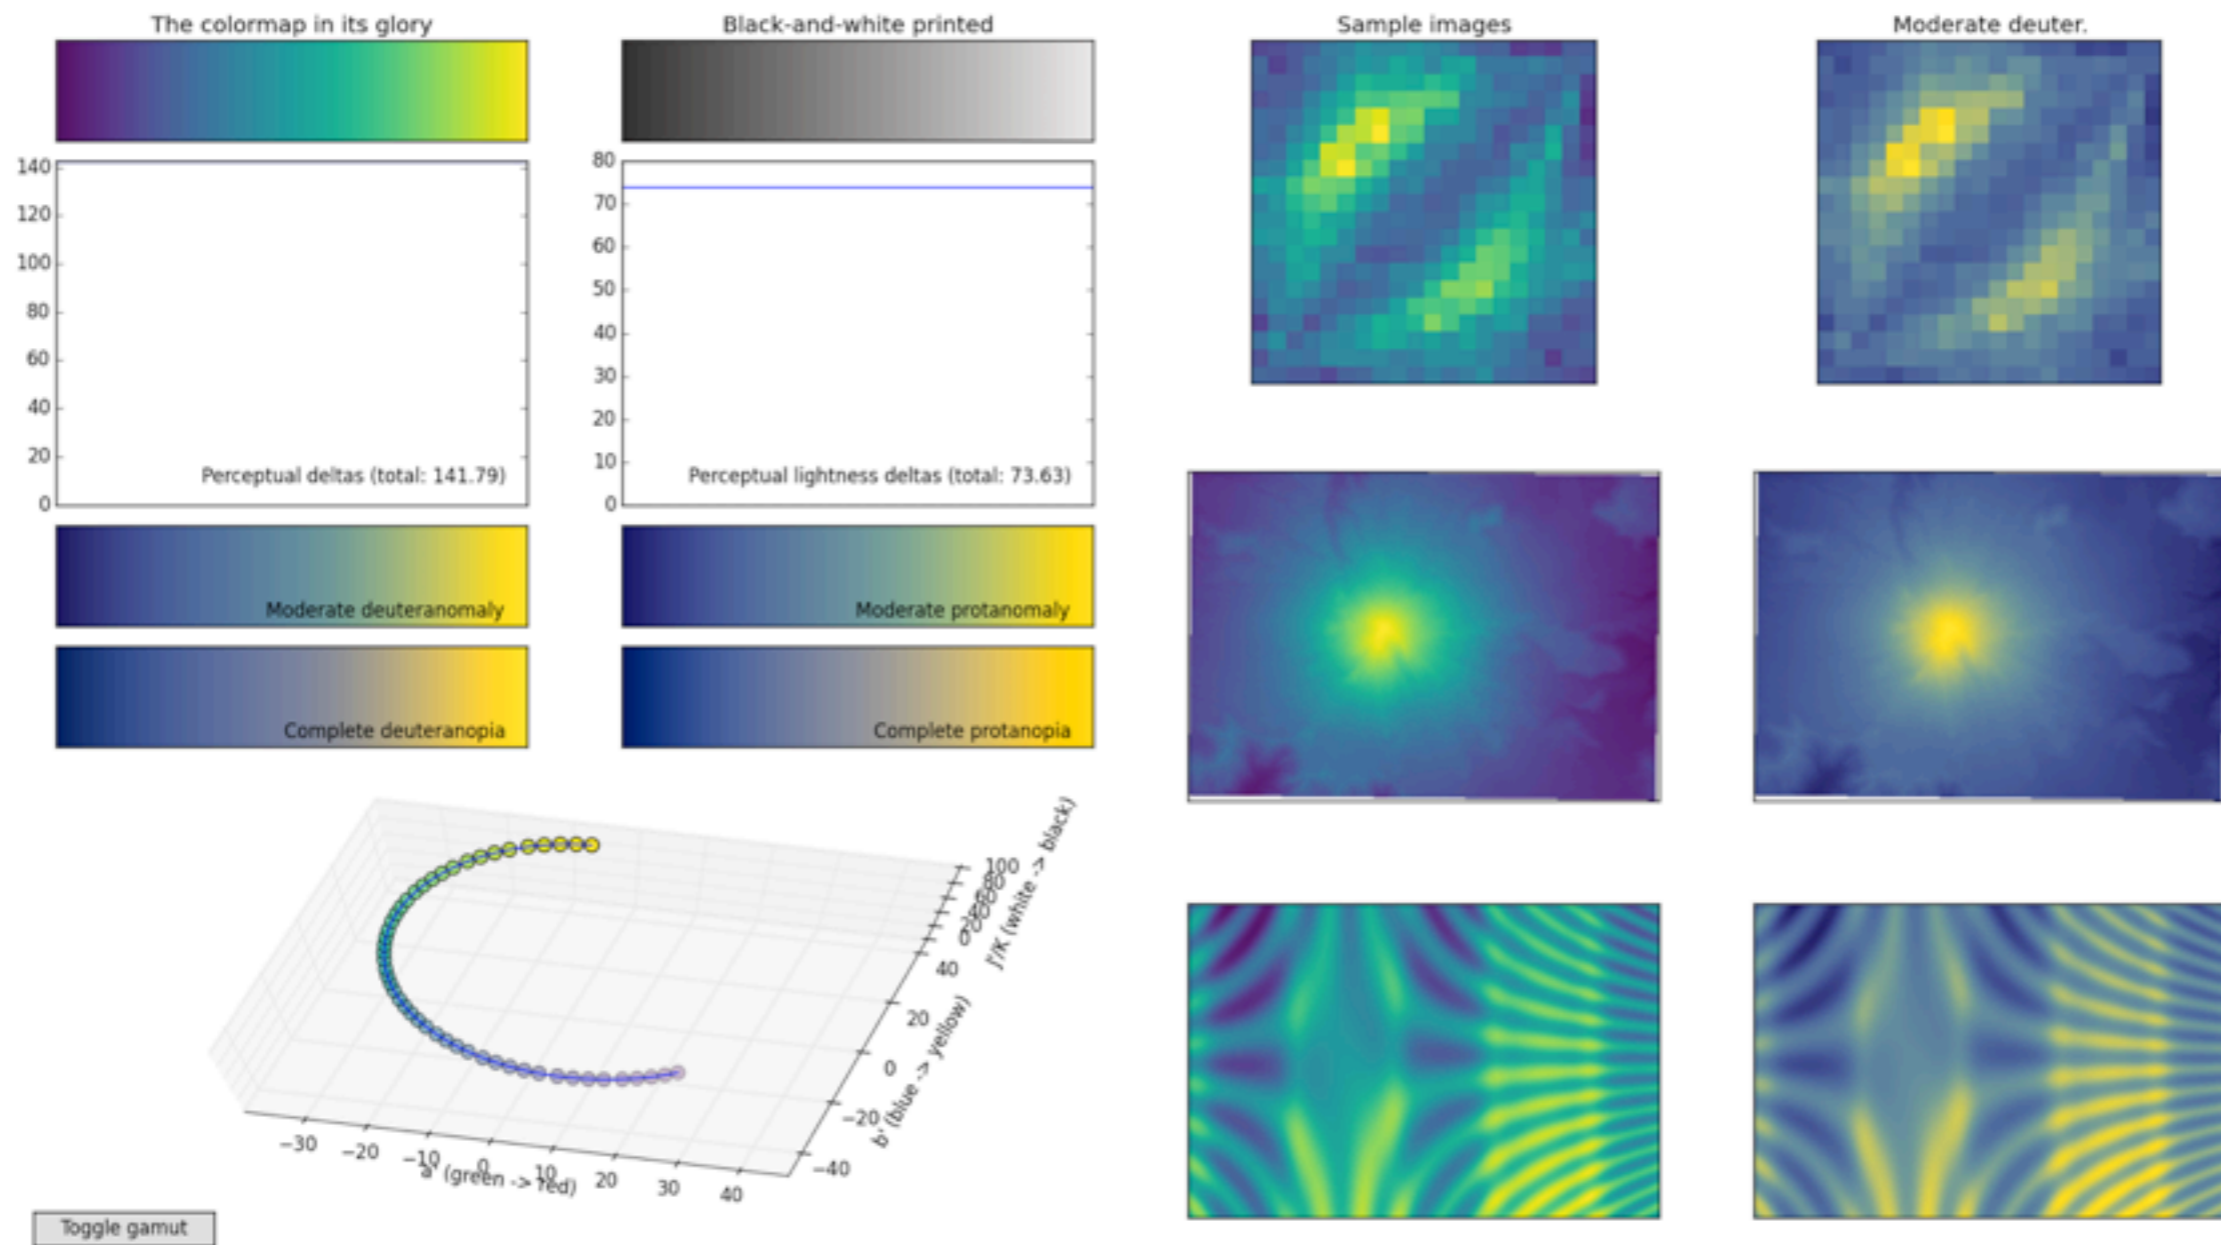 The colormap in its glory
Black-and-white printed
Sample images
Moderate deuter.
140
120
100
80
60
40
20
0
Perceptual deltas (total: 141.79)
80
70
60
50
40
30
20
10
0
Perceptual lightness deltas (total: 73.63)
Moderate deuteranomaly
Moderate protanomaly
Complete deuteranopia
Complete protanopia
−30
−20
−10
0
10
20
30
40
a' (green -> red)
−40
−20
0
20
40
b' (blue -> yellow)
0
20
80
100
J'/K (white -> black)
Toggle gamut